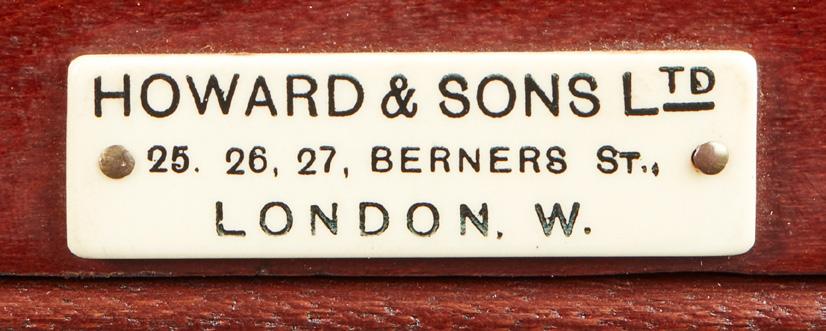 HOWARD & SONS LTD
25. 26, 27, BERNERS ST.,
LONDON, W.